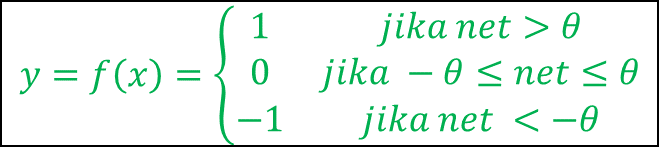 1 jika net > θ
y = f(x) = { 0 jika − θ ≤ net ≤ θ
−1 jika net < −θ